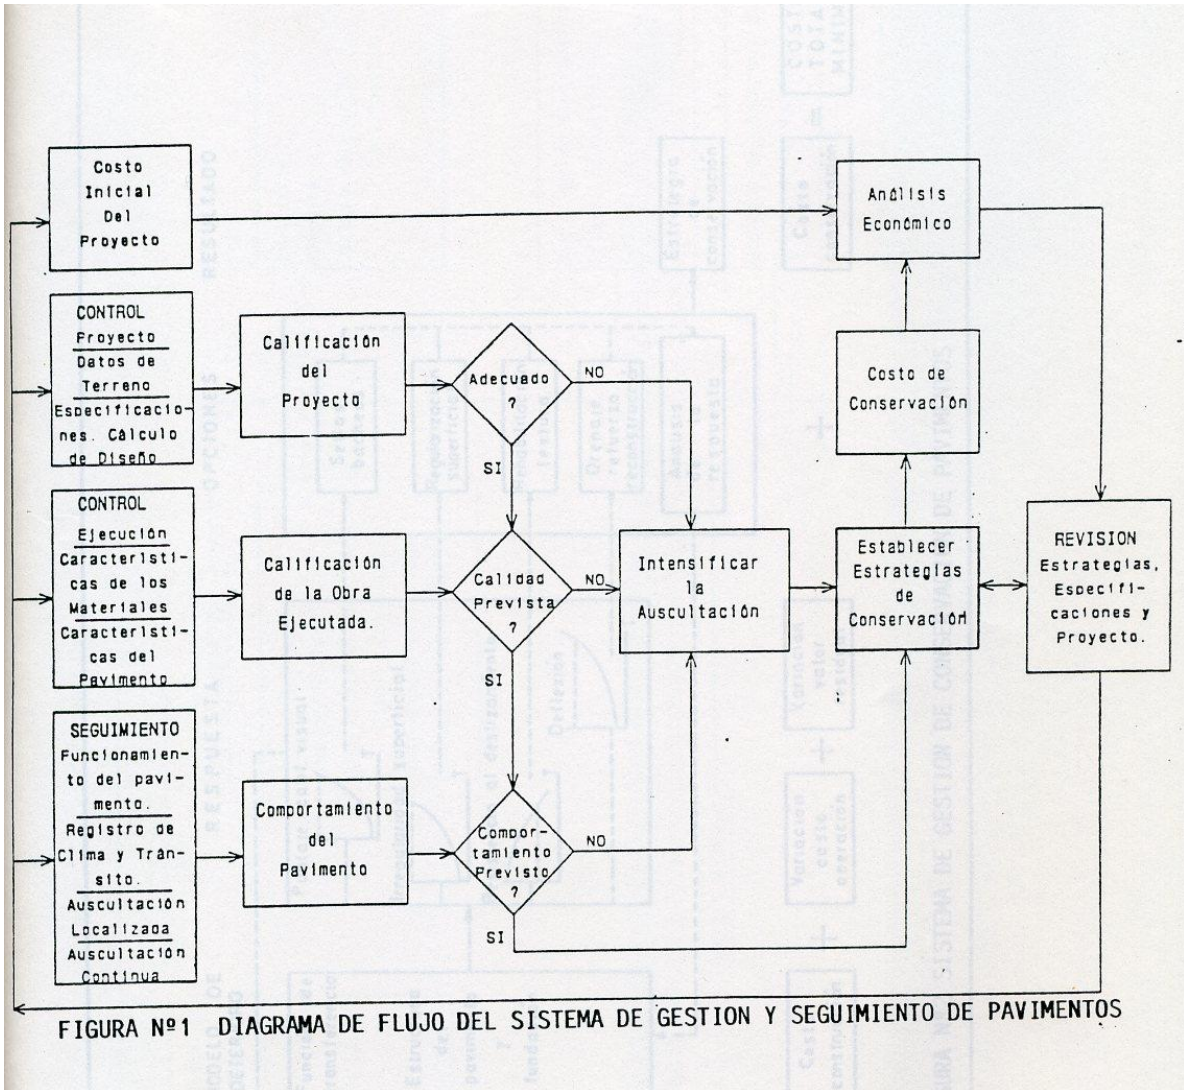 Costo
Inicial
Del
Proyecto
Análisis
Económico
CONTROL
Proyecto
Datos de
Terreno
Especificacio-
nes. Cálculo
de Diseño
Calificación
del
Proyecto
Adecuado
?
NO
SI
Costo de
Conservación
CONTROL
Ejecución
Característi-
cas de los
Materiales
Característi-
cas del
Pavimento
Calificación
de la Obra
Ejecutada.
Calidad
Prevista
?
NO
SI
Intensificar
la
Auscultación
Establecer
Estrategias
de
Conservación
REVISION
Estrategias,
Especifi-
caciones y
Proyecto.
SEGUIMIENTO
Funcionamien-
to del pavi-
mento.
Registro de
Clima y Trán-
sito.
Auscultación
Localizada
Auscultación
Continua
Comportamiento
del
Pavimento
Compor-
tamiento
Previsto
?
NO
SI
FIGURA Nº1 DIAGRAMA DE FLUJO DEL SISTEMA DE GESTION Y SEGUIMIENTO DE PAVIMENTOS